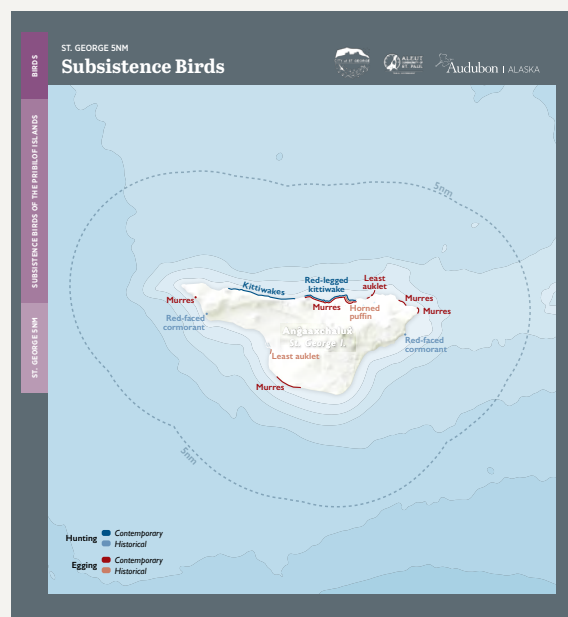 ST. GEORGE 5NM
Subsistence Birds
Audubon | ALASKA
BIRDS
SUBSISTENCE BIRDS OF THE PRIBILOF ISLANDS
ST. GEORGE 5NM
5nm
Kittiwakes
Red-legged
kittiwake
Least
auklet
Murres
Murres
Horned
puffin
Murres
Murres
Red-faced
cormorant
St. George I.
Red-faced
cormorant
Least auklet
Murres
5nm
Hunting
Contemporary
Historical
Egging
Contemporary
Historical